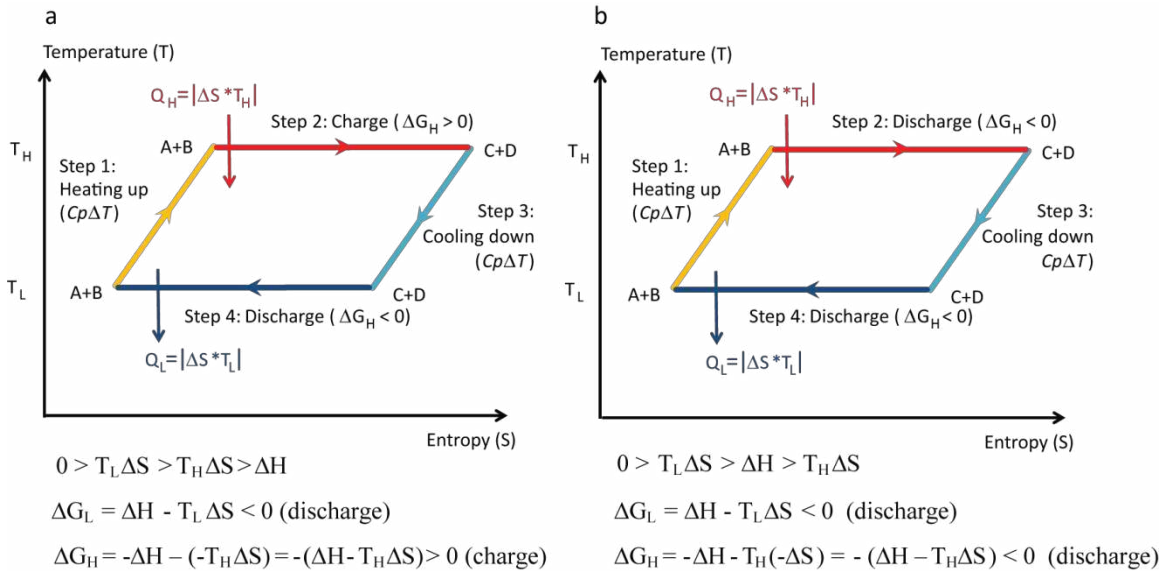 a
Temperature (T)
Q_H=|ΔS*T_H|
Step 2: Charge ( ΔG_H > 0)
T_H
A+B
C+D
Step 1:
Heating up
(CpΔT)
Step 3:
Cooling down
(CpΔT)
T_L
A+B
C+D
Step 4: Discharge ( ΔG_H < 0)
Q_L=|ΔS*T_L|
Entropy (S)
0 > T_LΔS > T_HΔS > ΔH
ΔG_L = ΔH - T_LΔS < 0 (discharge)
ΔG_H = -ΔH – (-T_HΔS) = -(ΔH- T_HΔS) > 0 (charge)
b
Temperature (T)
Q_H=|ΔS*T_H|
Step 2: Discharge (ΔG_H < 0)
T_H
A+B
C+D
Step 1:
Heating up
(CpΔT)
Step 3:
Cooling down
CpΔT)
T_L
A+B
C+D
Step 4: Discharge ( ΔG_H < 0)
Q_L=|ΔS*T_L|
Entropy (S)
0 > T_LΔS > ΔH > T_HΔS
ΔG_L = ΔH - T_LΔS < 0 (discharge)
ΔG_H = -ΔH - T_H(-ΔS) = - (ΔH – T_HΔS) < 0 (discharge)